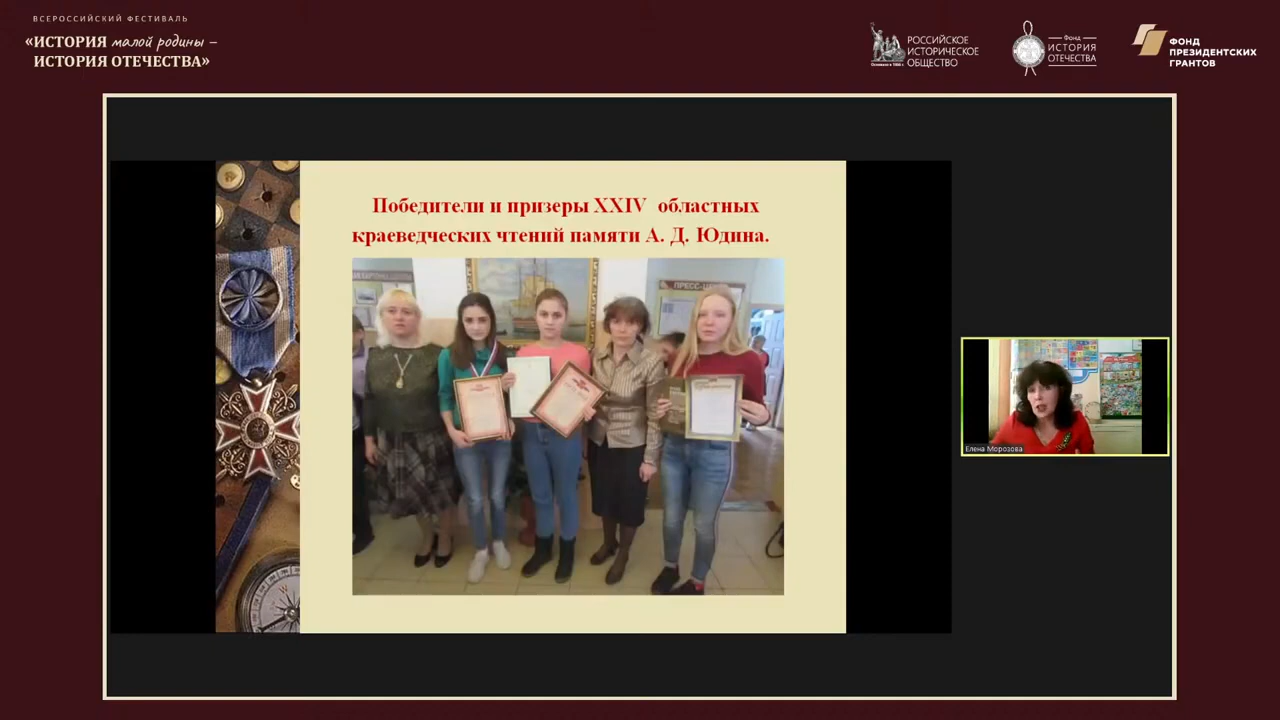 ВСЕРОССИЙСКИЙ ФЕСТИВАЛЬ
«ИСТОРИЯ малой родины –
ИСТОРИЯ ОТЕЧЕСТВА»
РОССИЙСКОЕ
ИСТОРИЧЕСКОЕ
ОБЩЕСТВО
Фонд
ИСТОРИЯ
ОТЕЧЕСТВА
ФОНД
ПРЕЗИДЕНТСКИХ
ГРАНТОВ
Победители и призеры XXIV областных
краеведческих чтений памяти А. Д. Юдина.
Елена Морозова